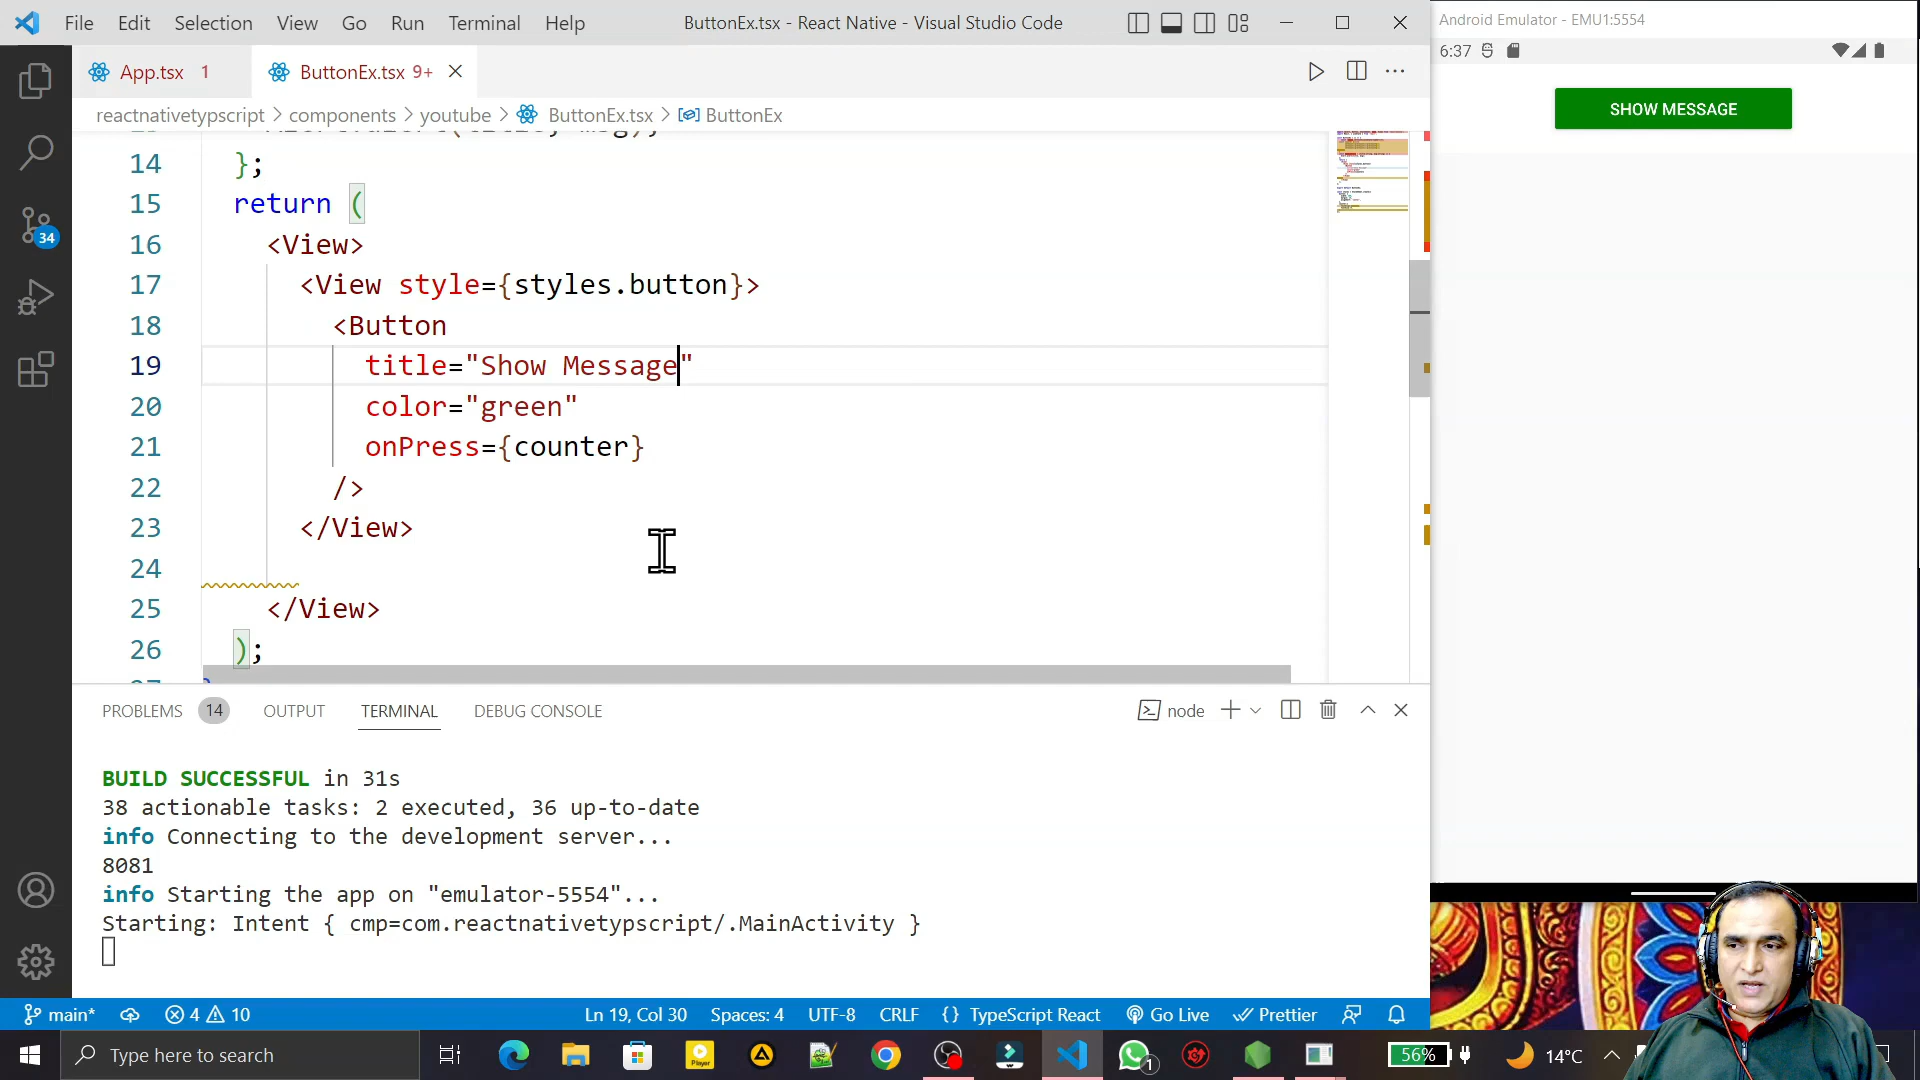 File Edit Selection View Go Run Terminal Help
ButtonEx.tsx - React Native - Visual Studio Code
Android Emulator - EMU1:5554
6:37
App.tsx 1
ButtonEx.tsx 9+
reactnativetypscript > components > youtube > ButtonEx.tsx > ButtonEx
SHOW MESSAGE
14 };
15 return (
16 <View>
17 <View style={styles.button}>
18 <Button
19 title="Show Message"
20 color="green"
21 onPress={counter}
22 />
23 </View>
24
25 </View>
26 );
34
PROBLEMS 14 OUTPUT TERMINAL DEBUG CONSOLE
node
BUILD SUCCESSFUL in 31s
38 actionable tasks: 2 executed, 36 up-to-date
info Connecting to the development server...
8081
info Starting the app on "emulator-5554"...
Starting: Intent { cmp=com.reactnativetypscript/.MainActivity }
main* 4 10
Ln 19, Col 30 Spaces: 4 UTF-8 CRLF {} TypeScript React Go Live Prettier
Type here to search
Player
1
56%
14°C